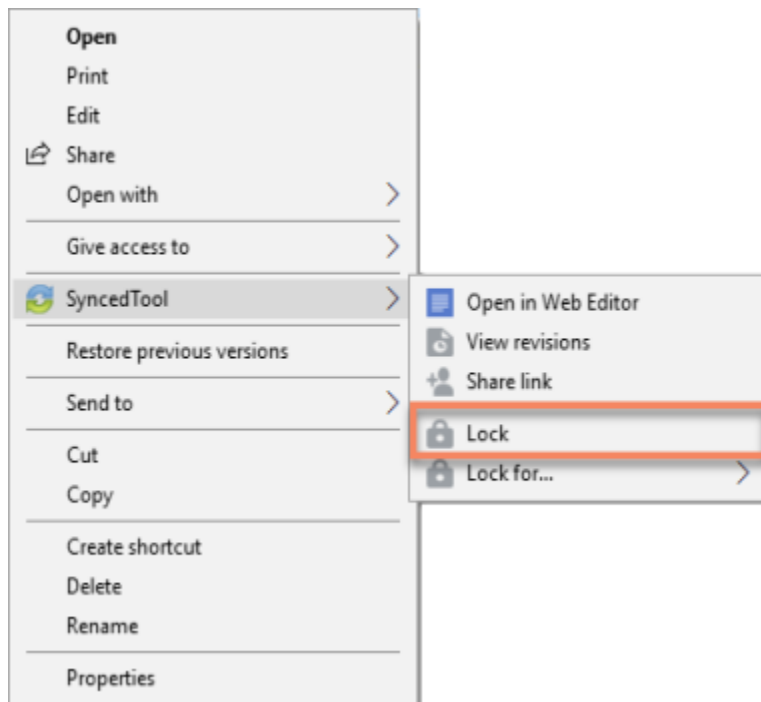 Open
Print
Edit
Share
Open with
Give access to
SyncedTool
Restore previous versions
Send to
Cut
Copy
Create shortcut
Delete
Rename
Properties
Open in Web Editor
View revisions
Share link
Lock
Lock for...